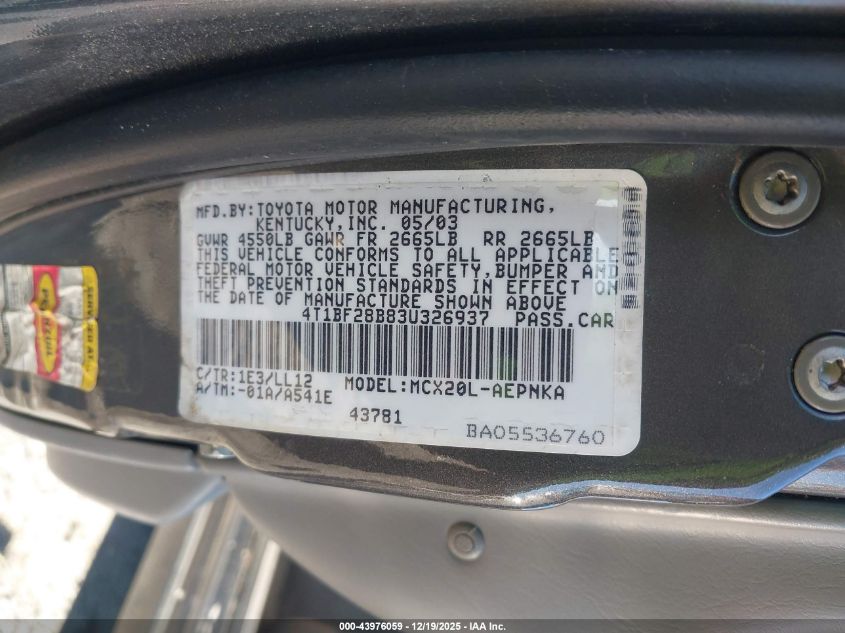 MFD.BY:TOYOTA MOTOR MANUFACTURING,
KENTUCKY,INC. 05/03
GVWR 4550LB GAWR FR 2665LB RR 2665LB
THIS VEHICLE CONFORMS TO ALL APPLICABLE
FEDERAL MOTOR VEHICLE SAFETY,BUMPER AND
THEFT PREVENTION STANDARDS IN EFFECT ON
THE DATE OF MANUFACTURE SHOWN ABOVE
4T1BF28B83U326937 PASS.CAR
C/TR:1E3/LL12 MODEL:MCX20L-AEPNKA
A/TM:-01A/A541E
43781
BA05536760
PENNZOIL
SERVICED AT
000-43976059 — 12/19/2025 — IAA Inc.